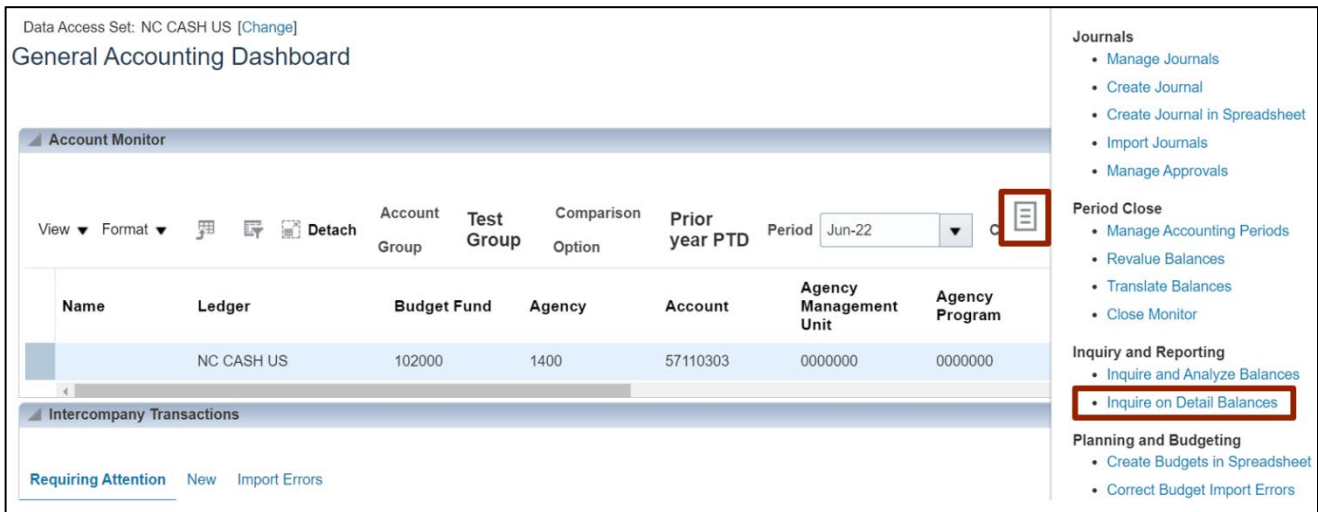 Data Access Set: NC CASH US [Change]
General Accounting Dashboard
Account Monitor
View Format Detach Account Group Test Group Comparison Option Prior year PTD Period Jun-22 C
Name Ledger Budget Fund Agency Account Agency Management Unit Agency Program
NC CASH US 102000 1400 57110303 0000000 0000000
Intercompany Transactions
Requiring Attention New Import Errors
Journals
• Manage Journals
• Create Journal
• Create Journal in Spreadsheet
• Import Journals
• Manage Approvals
Period Close
• Manage Accounting Periods
• Revalue Balances
• Translate Balances
• Close Monitor
Inquiry and Reporting
• Inquire and Analyze Balances
• Inquire on Detail Balances
Planning and Budgeting
• Create Budgets in Spreadsheet
• Correct Budget Import Errors